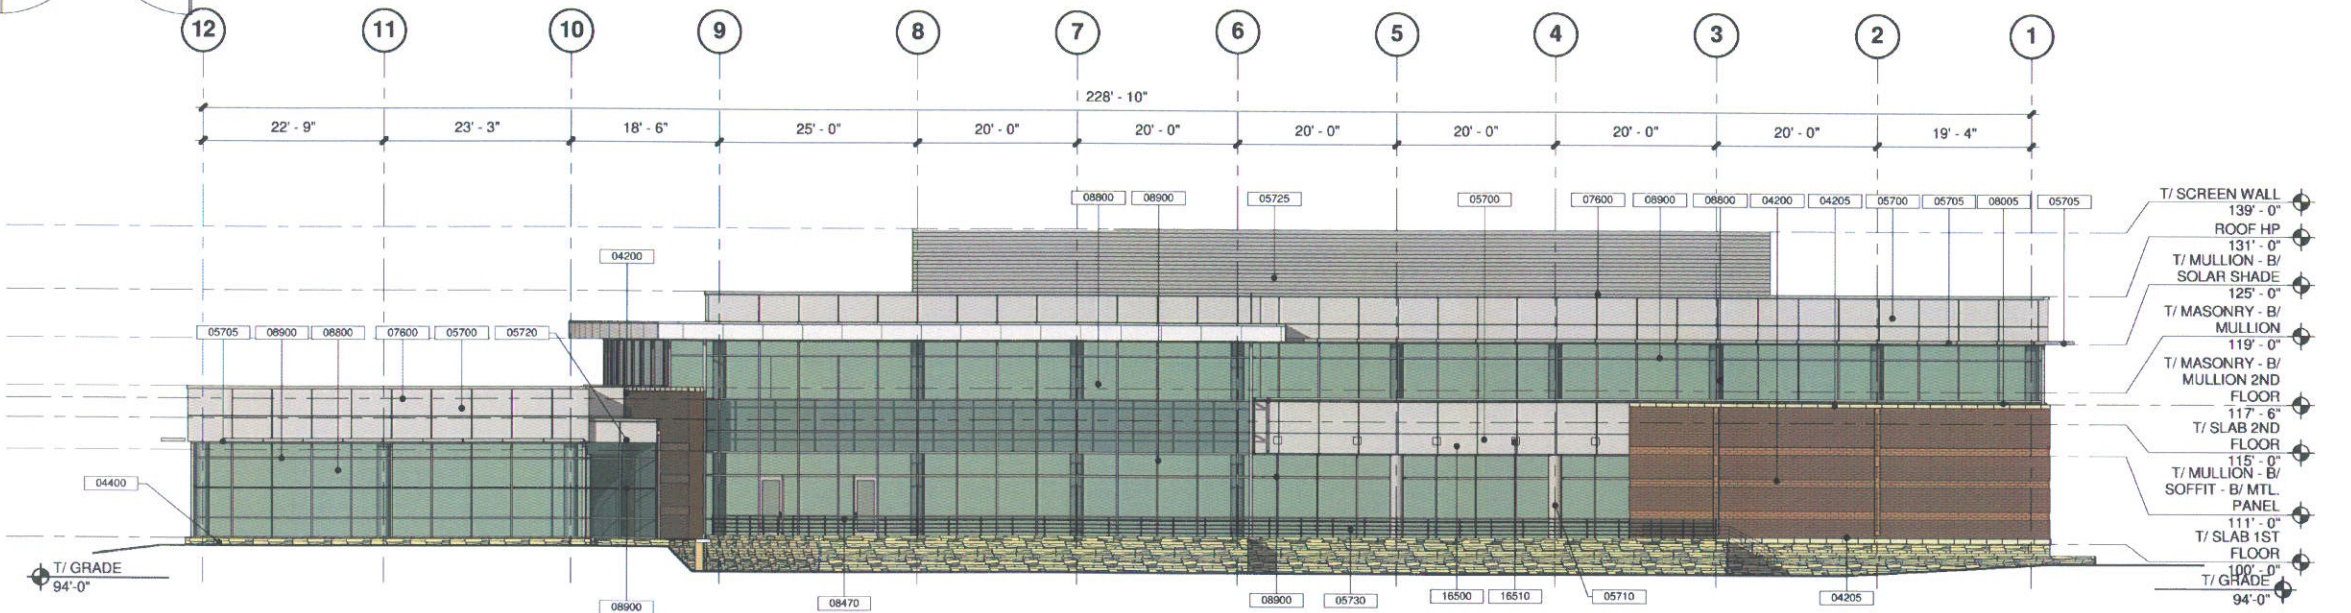 12 11 10 9 8 7 6 5 4 3 2 1
228' - 10"
22' - 9" 23' - 3" 18' - 6" 25' - 0" 20' - 0" 20' - 0" 20' - 0" 20' - 0" 20' - 0" 20' - 0" 19' - 4"
08800 08900 05725 05700 07600 08900 08800 04200 04205 05700 05705 08005 05705
04200
05705 08900 08800 07600 05700 05720
04400
T/ SCREEN WALL
139' - 0"
ROOF HP
131' - 0"
T/ MULLION - B/
SOLAR SHADE
125' - 0"
T/ MASONRY - B/
MULLION
119' - 0"
T/ MASONRY - B/
MULLION 2ND
FLOOR
117' - 6"
T/ SLAB 2ND
FLOOR
115' - 0"
T/ MULLION - B/
SOFFIT - B/ MTL.
PANEL
111' - 0"
T/ SLAB 1ST
FLOOR
100' - 0"
T/ GRADE
94'-0"
T/ GRADE
94'-0"
08900 08470 08900 05730 16500 16510 05710 04205